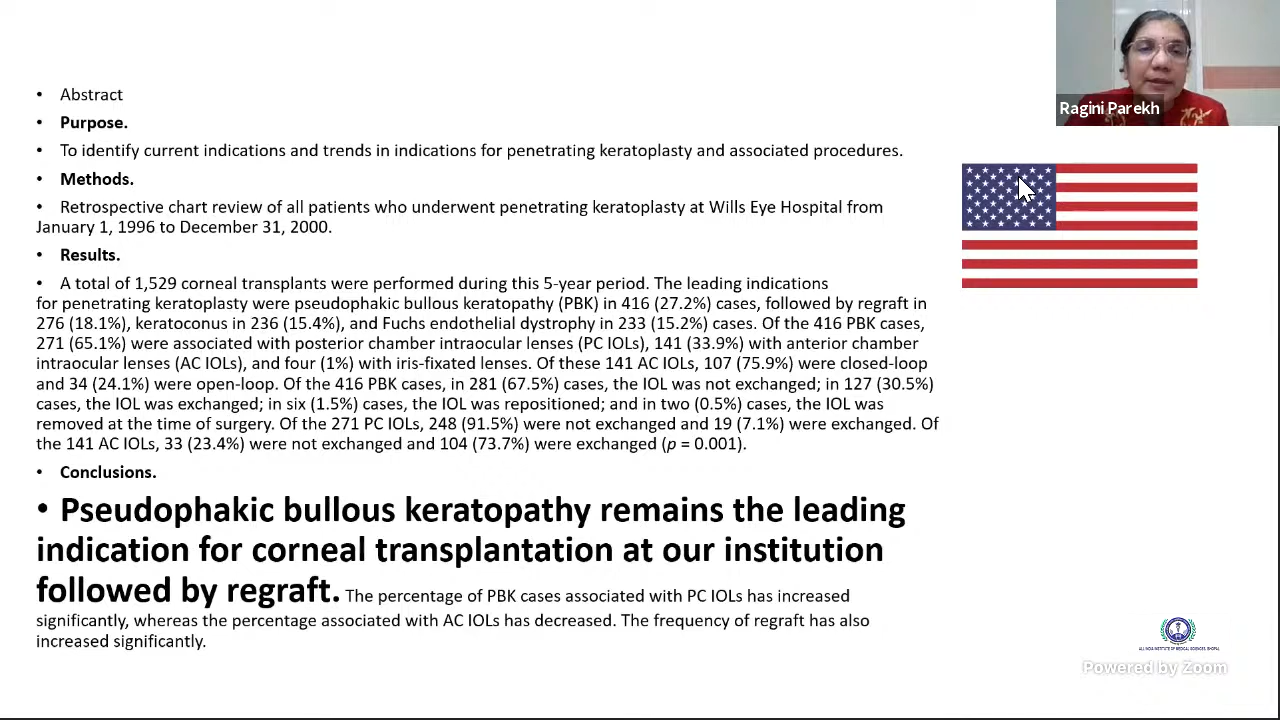 Ragini Parekh
• Abstract
• Purpose.
• To identify current indications and trends in indications for penetrating keratoplasty and associated procedures.
• Methods.
• Retrospective chart review of all patients who underwent penetrating keratoplasty at Wills Eye Hospital from
January 1, 1996 to December 31, 2000.
• Results.
• A total of 1,529 corneal transplants were performed during this 5-year period. The leading indications
for penetrating keratoplasty were pseudophakic bullous keratopathy (PBK) in 416 (27.2%) cases, followed by regraft in
276 (18.1%), keratoconus in 236 (15.4%), and Fuchs endothelial dystrophy in 233 (15.2%) cases. Of the 416 PBK cases,
271 (65.1%) were associated with posterior chamber intraocular lenses (PC IOLs), 141 (33.9%) with anterior chamber
intraocular lenses (AC IOLs), and four (1%) with iris-fixated lenses. Of these 141 AC IOLs, 107 (75.9%) were closed-loop
and 34 (24.1%) were open-loop. Of the 416 PBK cases, in 281 (67.5%) cases, the IOL was not exchanged; in 127 (30.5%)
cases, the IOL was exchanged; in six (1.5%) cases, the IOL was repositioned; and in two (0.5%) cases, the IOL was
removed at the time of surgery. Of the 271 PC IOLs, 248 (91.5%) were not exchanged and 19 (7.1%) were exchanged. Of
the 141 AC IOLs, 33 (23.4%) were not exchanged and 104 (73.7%) were exchanged (p = 0.001).
• Conclusions.
• Pseudophakic bullous keratopathy remains the leading
indication for corneal transplantation at our institution
followed by regraft. The percentage of PBK cases associated with PC IOLs has increased
significantly, whereas the percentage associated with AC IOLs has decreased. The frequency of regraft has also
increased significantly.
ALL INDIA INSTITUTE OF MEDICAL SCIENCES, BHOPAL
Powered by Zoom